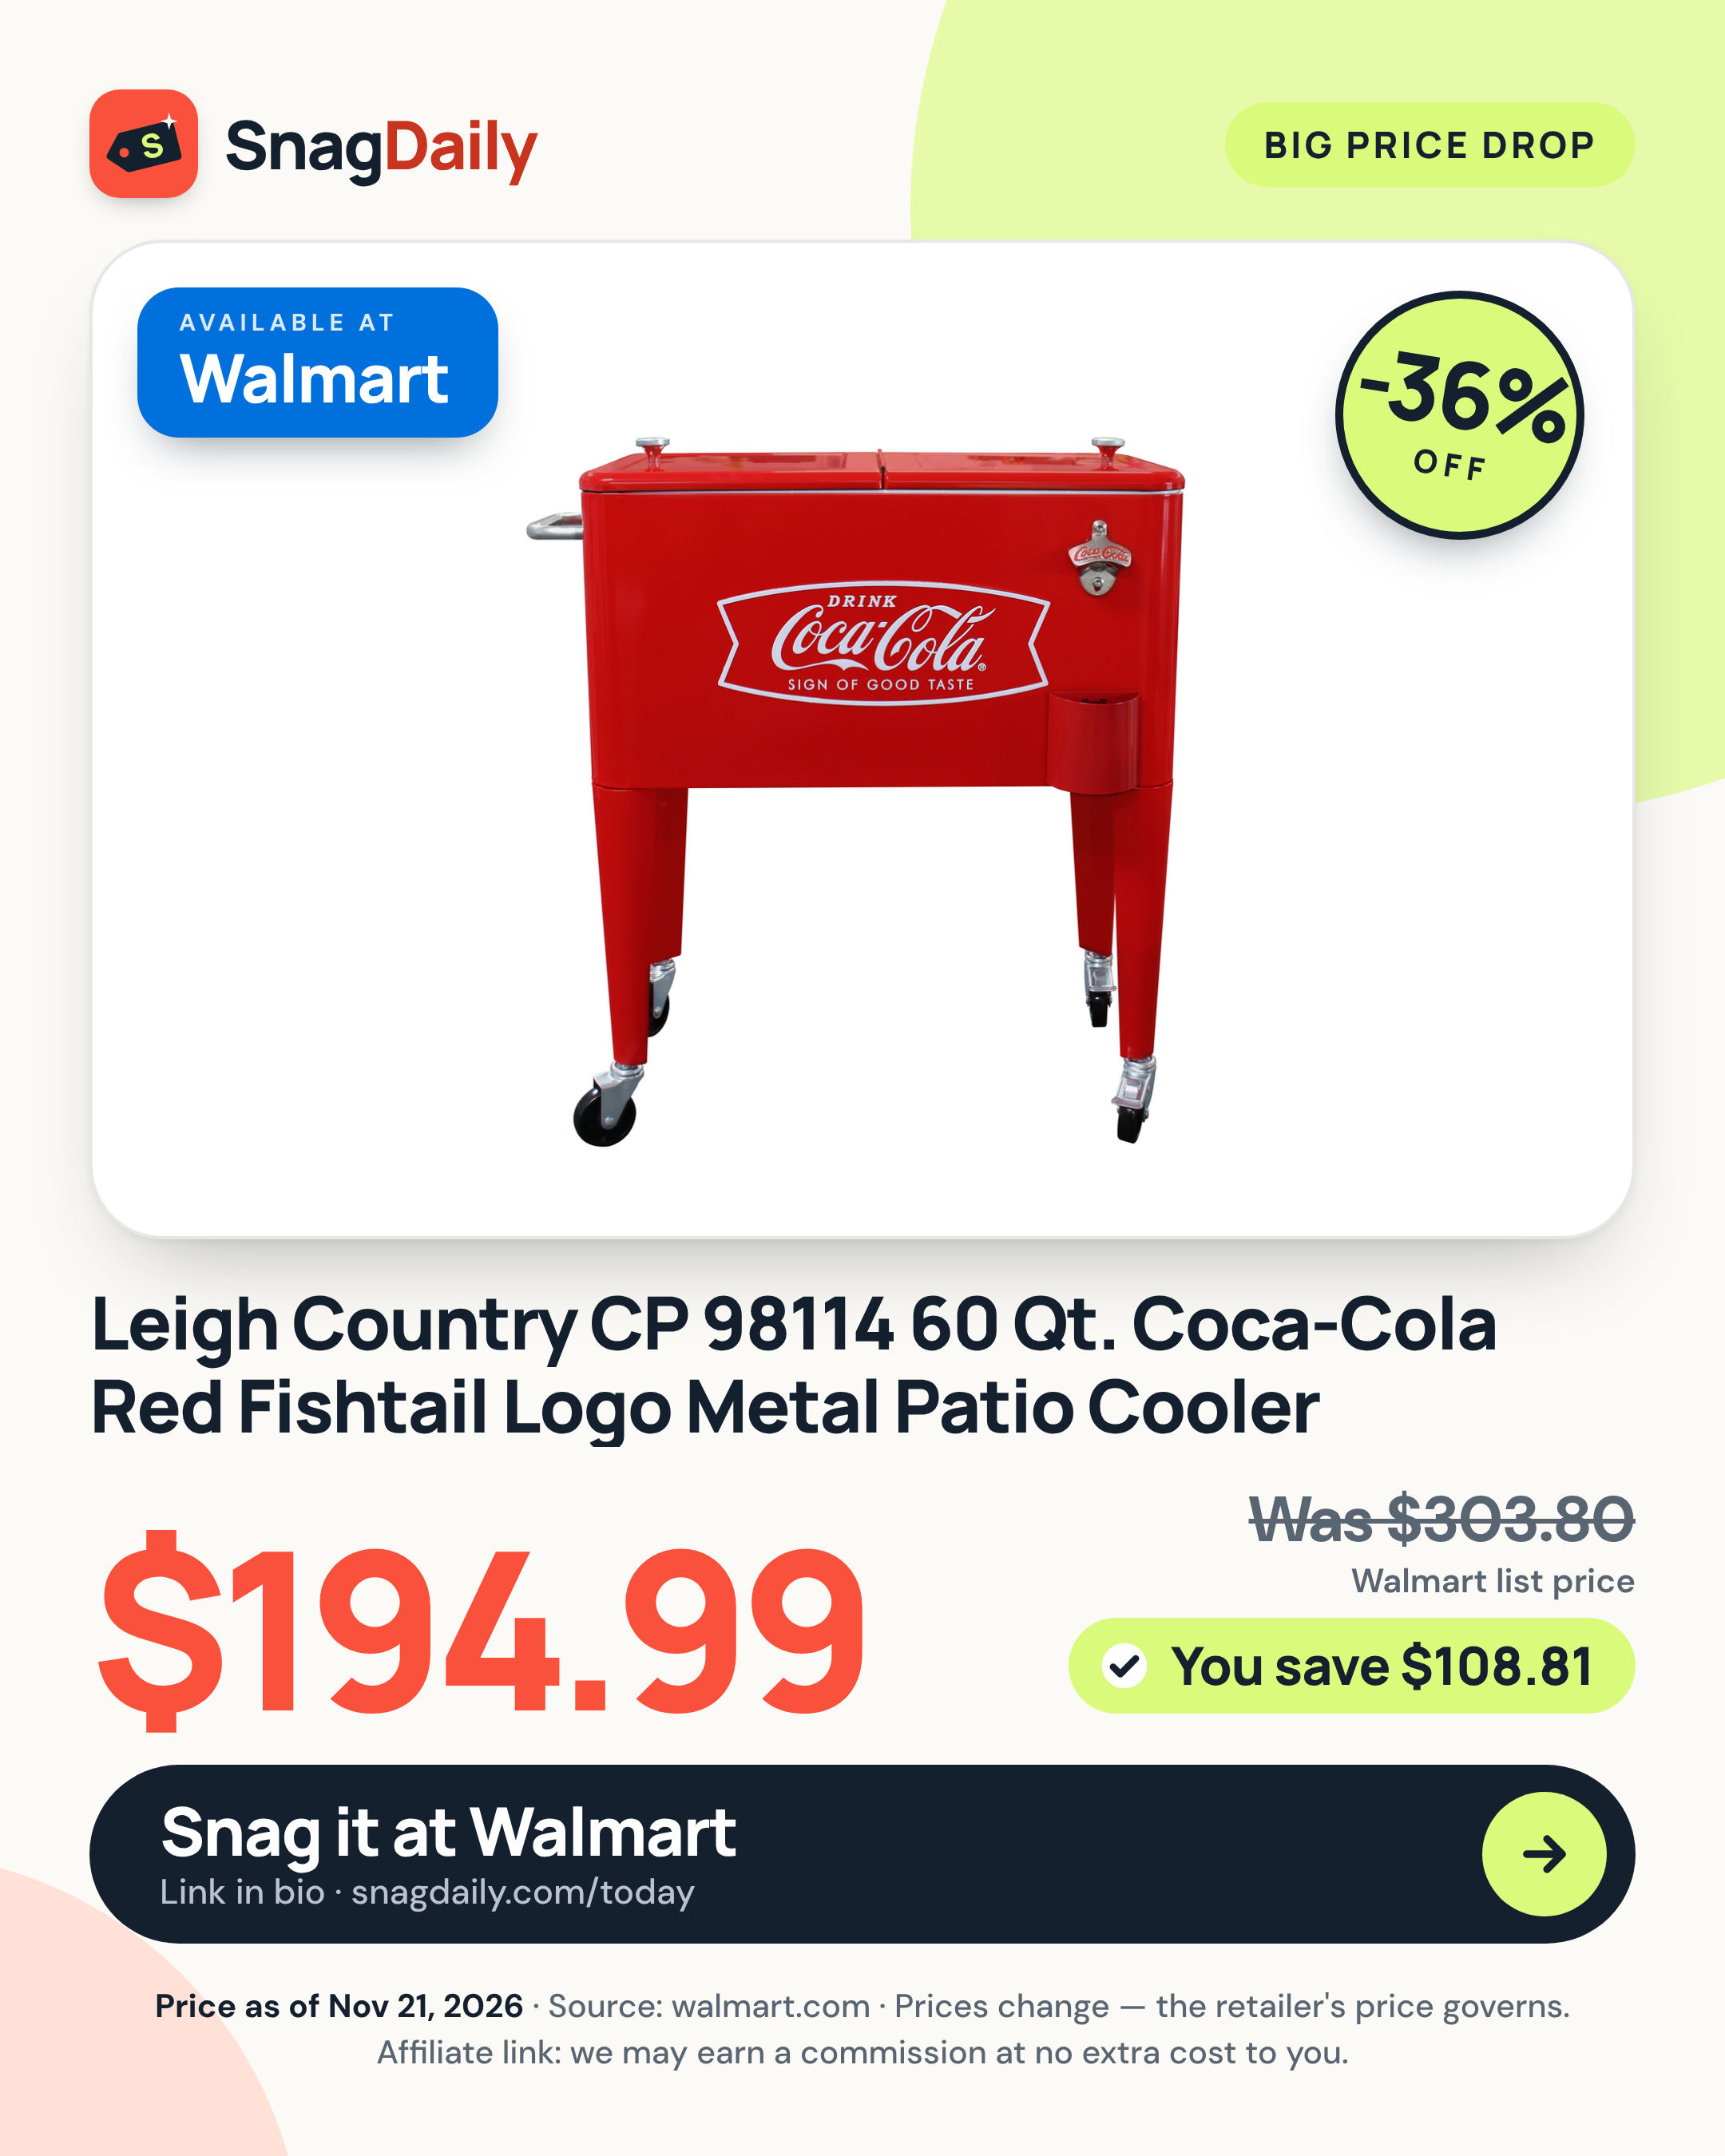 S
SnagDaily
BIG PRICE DROP
AVAILABLE AT
Walmart
-36%
OFF
Coca-Cola
DRINK
Coca-Cola®
SIGN OF GOOD TASTE
Leigh Country CP 98114 60 Qt. Coca-Cola
Red Fishtail Logo Metal Patio Cooler
Was $303.80
Walmart list price
$194.99
You save $108.81
Snag it at Walmart
Link in bio · snagdaily.com/today
Price as of Nov 21, 2026 · Source: walmart.com · Prices change — the retailer's price governs.
Affiliate link: we may earn a commission at no extra cost to you.